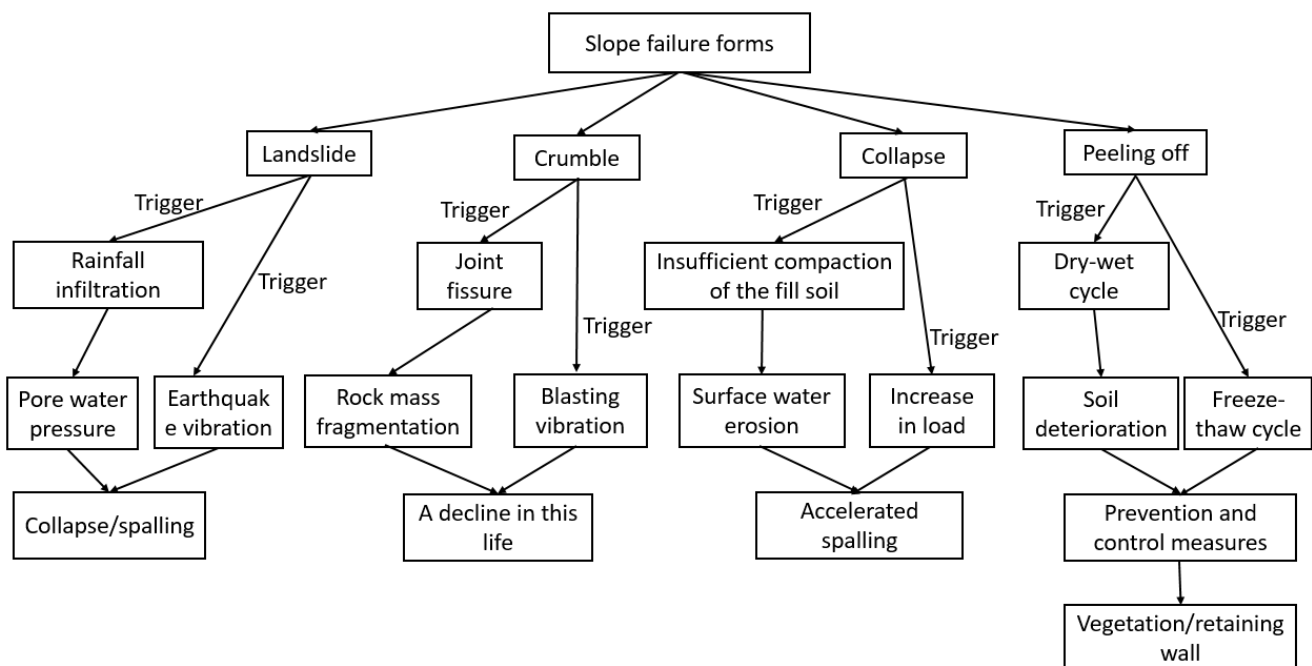 Slope failure forms
Landslide
Crumble
Collapse
Peeling off
Trigger
Trigger
Trigger
Trigger
Rainfall
infiltration
Joint
fissure
Insufficient compaction
of the fill soil
Dry-wet
cycle
Trigger
Trigger
Trigger
Trigger
Pore water
pressure
Earthquak
e vibration
Rock mass
fragmentation
Blasting
vibration
Surface water
erosion
Increase
in load
Soil
deterioration
Freeze-
thaw cycle
Collapse/spalling
A decline in this
life
Accelerated
spalling
Prevention and
control measures
Vegetation/retaining
wall